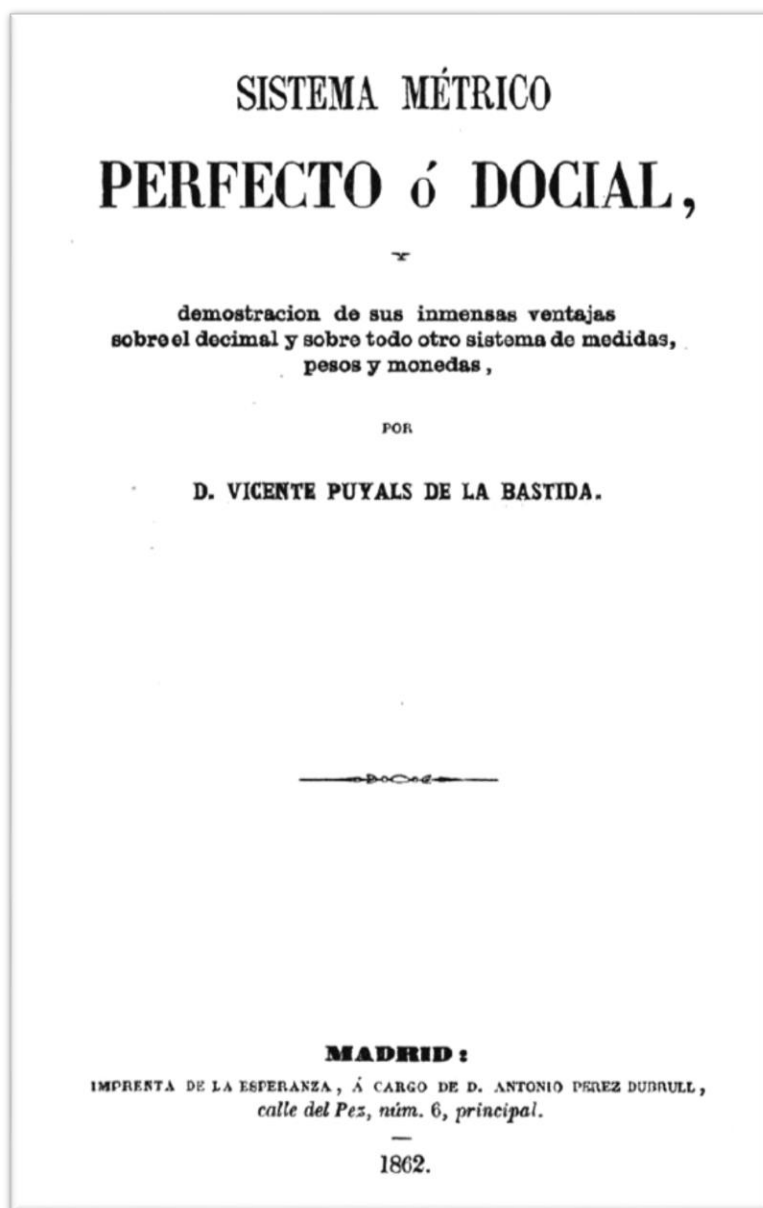 SISTEMA MÉTRICO
PERFECTO ó DOCIAL,
Y
demostracion de sus inmensas ventajas
sobre el decimal y sobre todo otro sistema de medidas,
pesos y monedas,
POR
D. VICENTE PUYALS DE LA BASTIDA.
MADRID:
IMPRENTA DE LA ESPERANZA, Á CARGO DE D. ANTONIO PEREZ DUBRULL,
calle del Pez, núm. 6, principal.
1862.